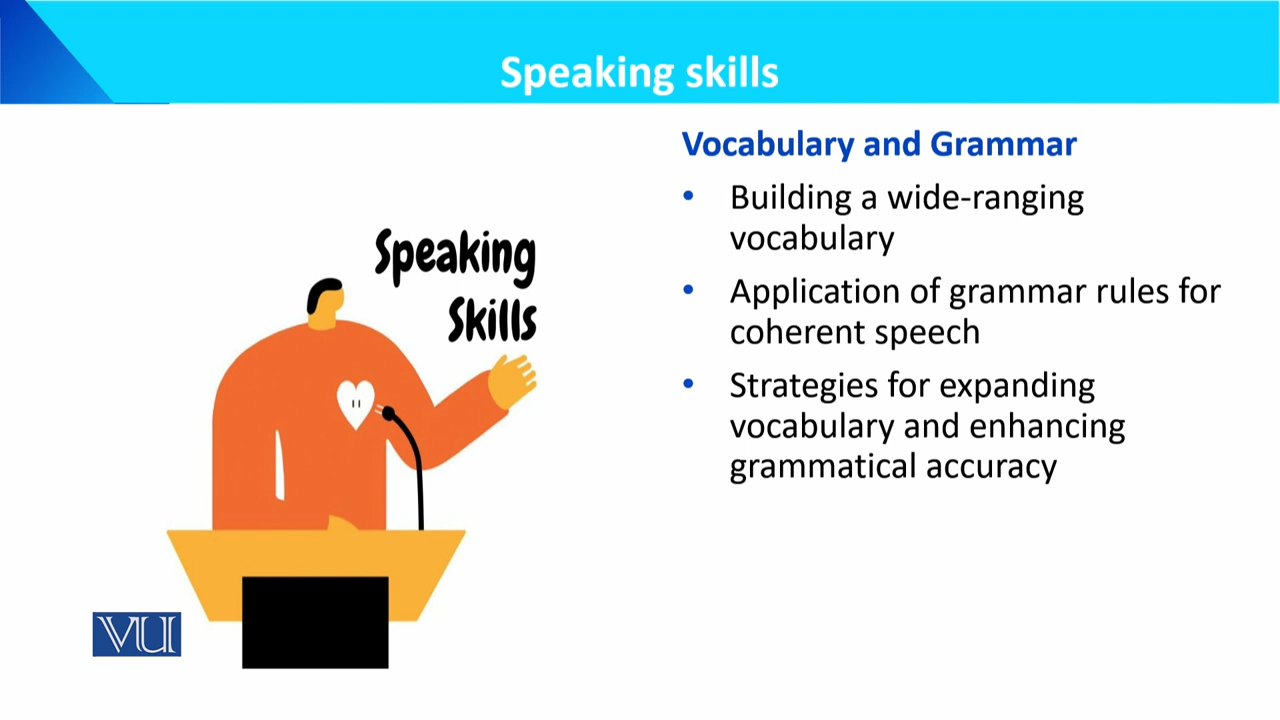 Speaking skills
Vocabulary and Grammar
• Building a wide-ranging
vocabulary
• Application of grammar rules for
coherent speech
• Strategies for expanding
vocabulary and enhancing
grammatical accuracy
Speaking
Skills
VU